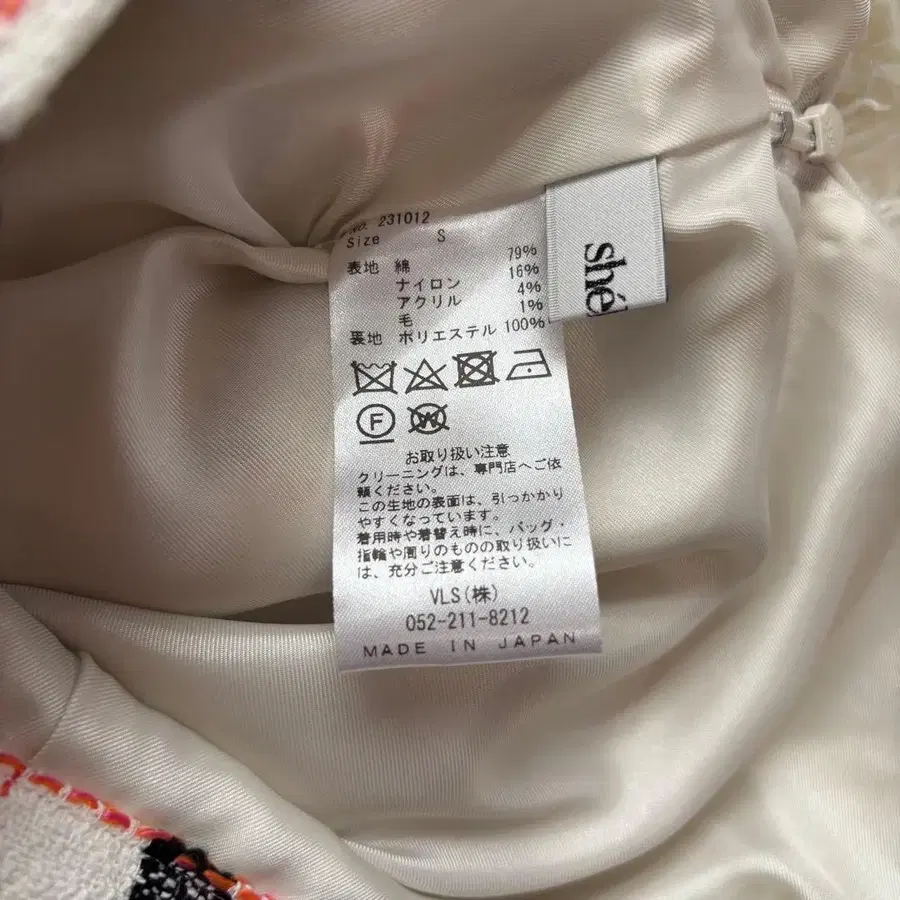 No. 231012
Size S
表地 綿 79%
ナイロン 16%
アクリル 4%
毛 1%
裏地 ポリエステル 100%
F
W
お取り扱い注意
クリーニングは、専門店へご依
頼ください。
この生地の表面は、引っかかり
やすくなっています。
着用時や着替え時に、バッグ・
指輪や周りのものの取り扱いに
は、充分ご注意ください。
VLS(株)
052-211-8212
MADE IN JAPAN
shé